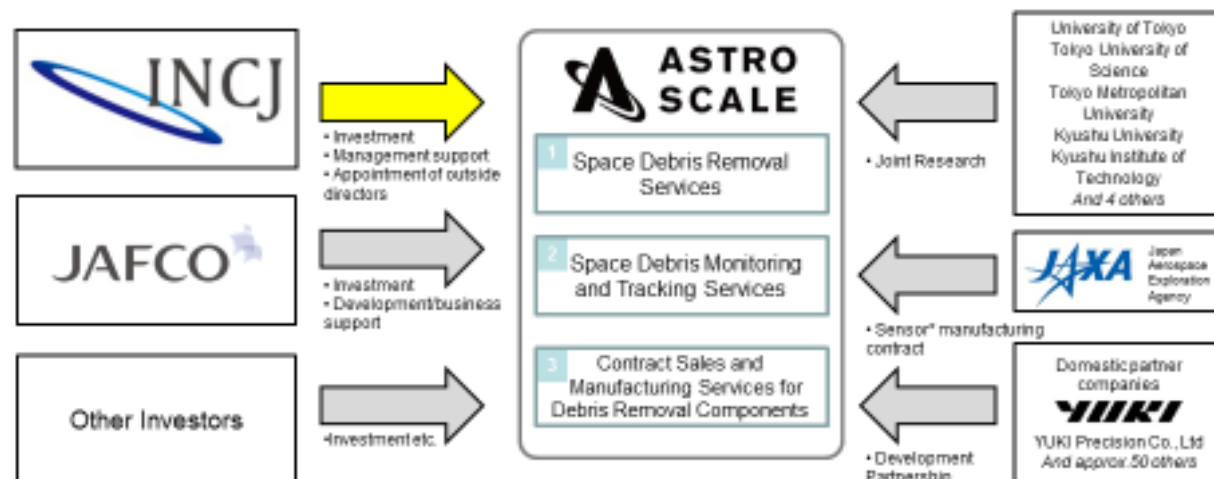 INCJ
• Investment
• Management support
• Appointment of outside
directors
JAFCO
• Investment
• Development/business
support
Other Investors
•Investment etc.
ASTRO
SCALE
1
Space Debris Removal
Services
2
Space Debris Monitoring
and Tracking Services
3
Contract Sales and
Manufacturing Services for
Debris Removal Components
• Joint Research
University of Tokyo
Tokyo University of
Science
Tokyo Metropolitan
University
Kyushu University
Kyushu Institute of
Technology
And 4 others
• Sensor* manufacturing
contract
JAXA
Japan
Aerospace
Exploration
Agency
• Development
Partnership
Domestic partner
companies
YUKI
YUKI Precision Co., Ltd
And approx.50 others